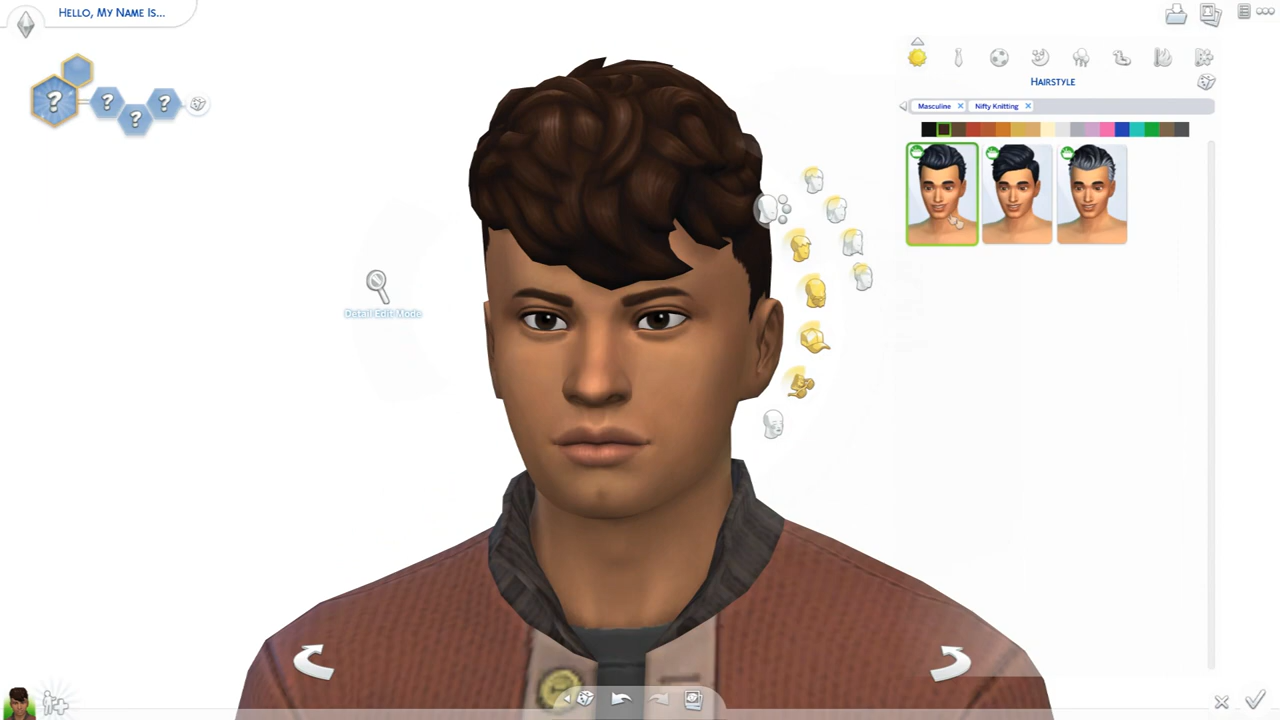 Hello, My Name Is...
Hairstyle
Masculine
Nifty Knitting
Detail Edit Mode
? ? ? ?